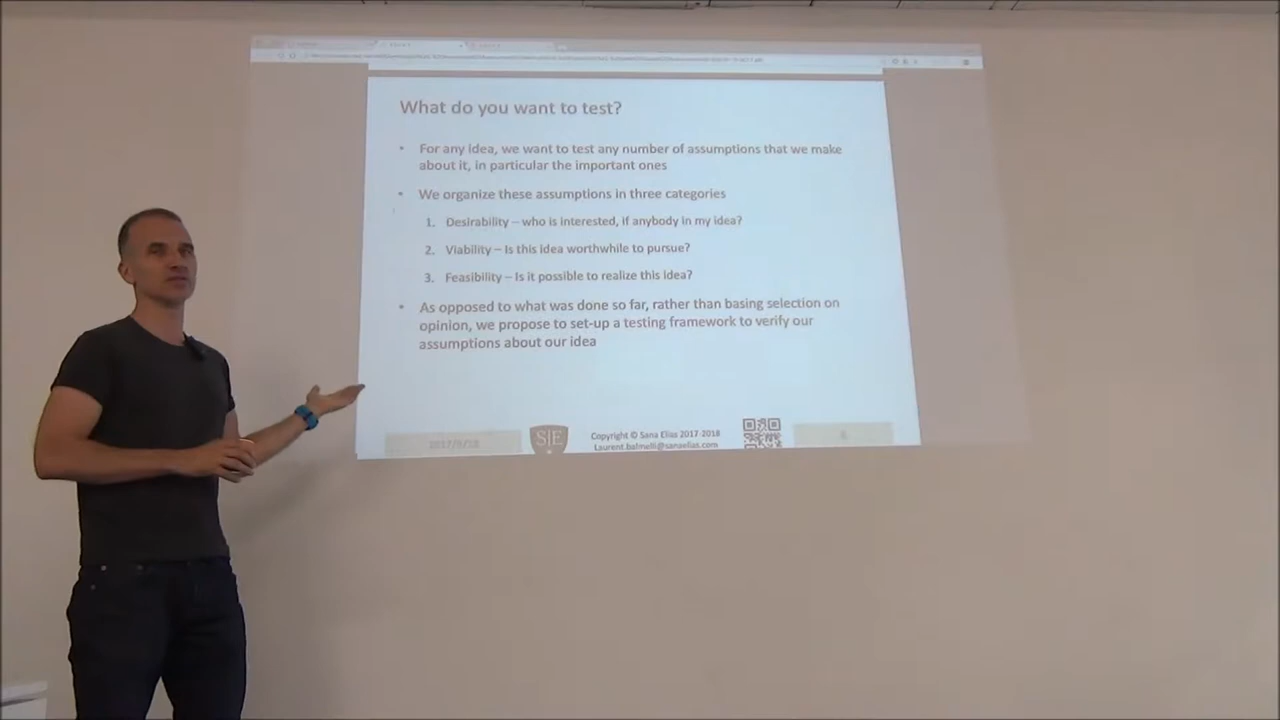 What do you want to test?
• For any idea, we want to test any number of assumptions that we make
about it, in particular the important ones
• We organize these assumptions in three categories
1. Desirability – who is interested, if anybody in my idea?
2. Viability – Is this idea worthwhile to pursue?
3. Feasibility – Is it possible to realize this idea?
• As opposed to what was done so far, rather than basing selection on
opinion, we propose to set-up a testing framework to verify our
assumptions about our idea
S|E
Copyright © Sana Elias 2017-2018
Laurent.balmelli@sanaelias.com